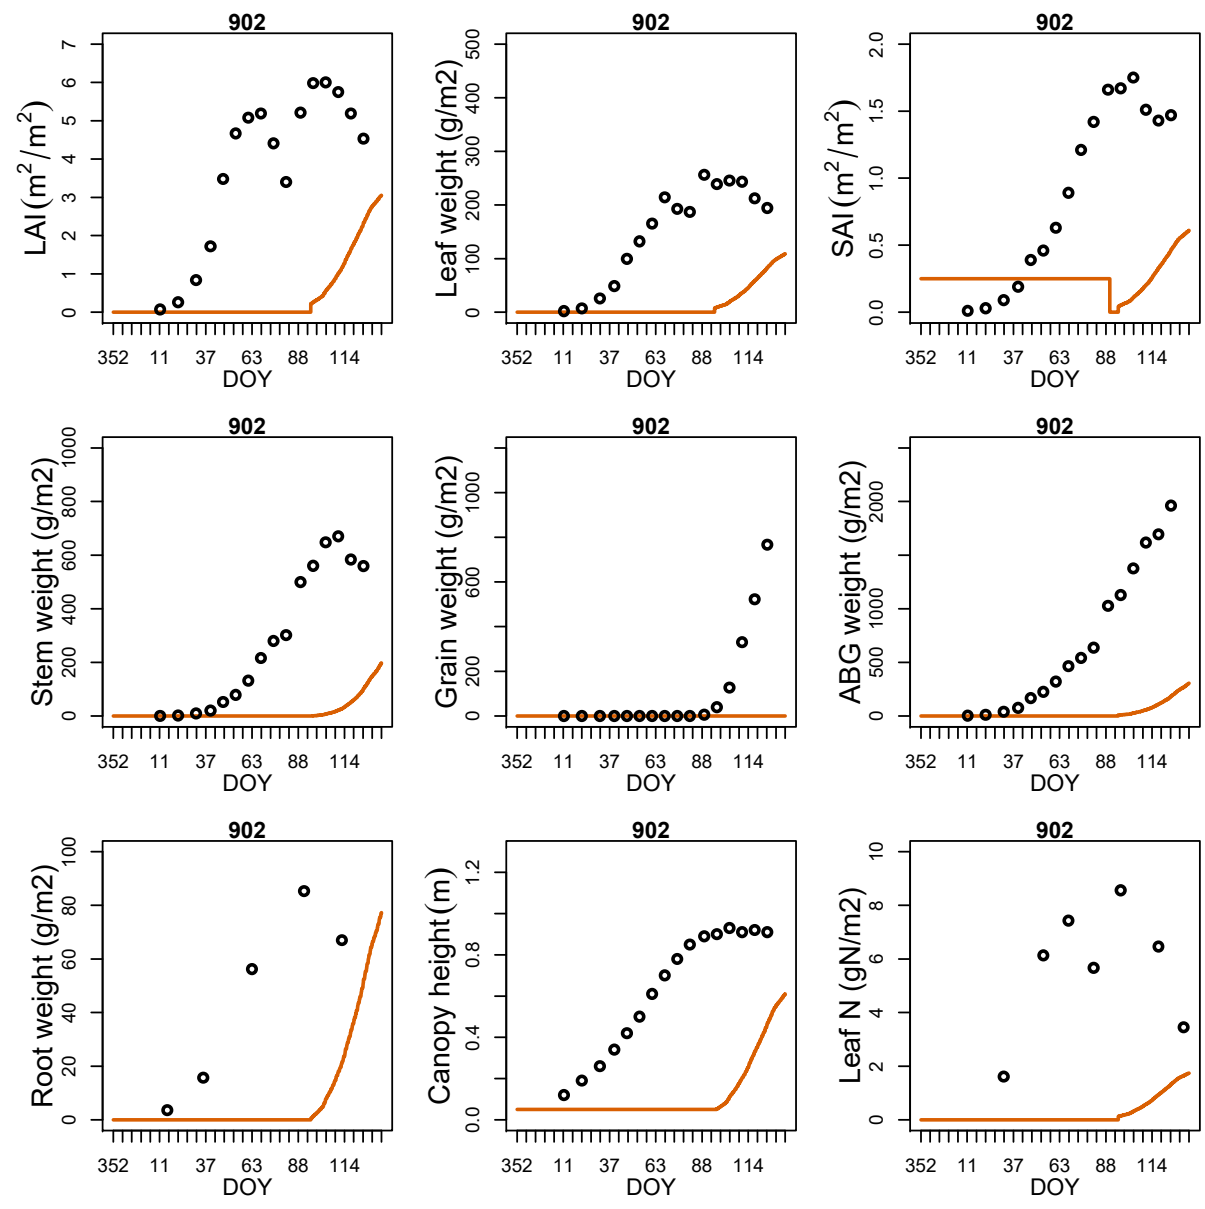 902
902
902
LAI(m²/m²)
0
1
2
3
4
5
6
7
352 11 37 63 88 114
DOY
Leaf weight (g/m2)
0
100
200
300
400
500
352 11 37 63 88 114
DOY
SAI(m²/m²)
0.0
0.5
1.0
1.5
2.0
352 11 37 63 88 114
DOY
902
902
902
Stem weight (g/m2)
0
200
400
600
800
1000
352 11 37 63 88 114
DOY
Grain weight (g/m2)
0
200
600
1000
352 11 37 63 88 114
DOY
ABG weight (g/m2)
0
500
1000
2000
352 11 37 63 88 114
DOY
902
902
902
Root weight (g/m2)
0
20
40
60
80
100
352 11 37 63 88 114
DOY
Canopy height(m)
0.0
0.4
0.8
1.2
352 11 37 63 88 114
DOY
Leaf N (gN/m2)
0
2
4
6
8
10
352 11 37 63 88 114
DOY